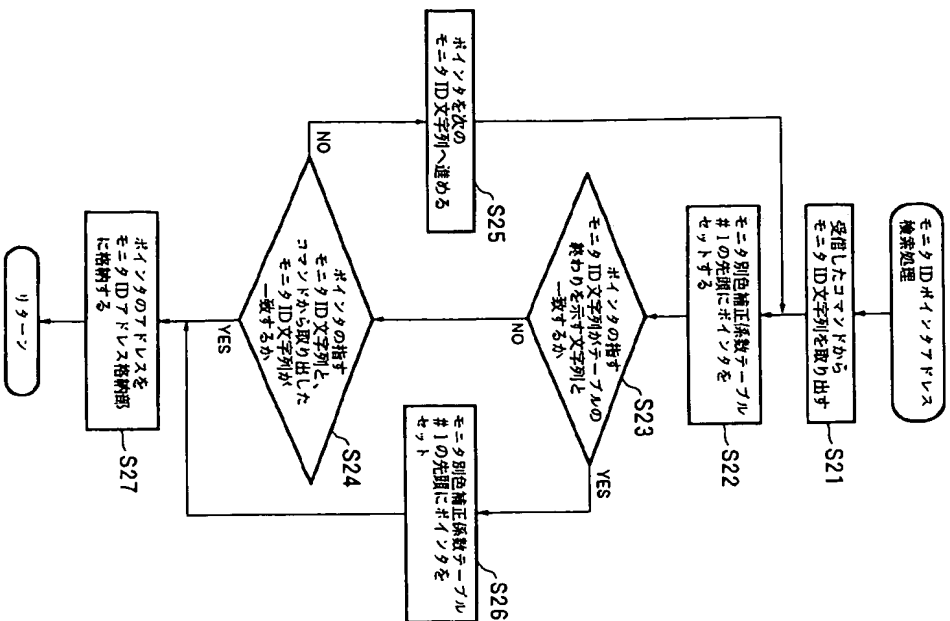 モニタIDポインタアドレス
検索処理
受信したコマンドから
モニタID文字列を取り出す
S21
モニタ別色補正係数テーブル
#1の先頭にポインタを
セットする
S22
ポインタの指す
モニタID文字列がテーブルの
終わりを示す文字列と
一致するか
S23
YES
NO
モニタ別色補正係数テーブル
#1の先頭にポインタを
セット
S26
ポインタの指す
モニタID文字列と、
コマンドから取り出した
モニタID文字列が
一致するか
S24
NO
YES
ポインタを次の
モニタID文字列へ進める
S25
ポインタのアドレスを
モニタIDアドレス格納部
に格納する
S27
リターン